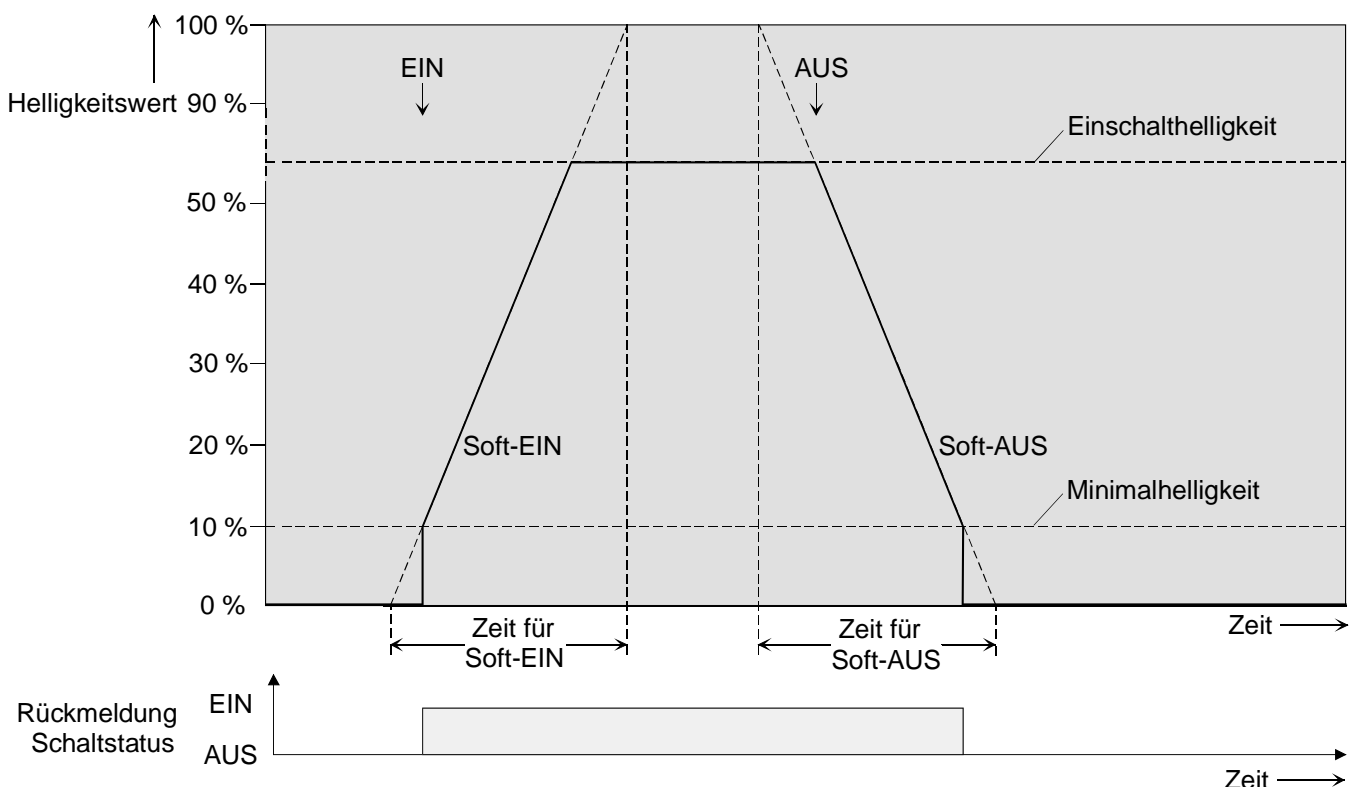 100 %
EIN
AUS
Helligkeitswert
90 %
Einschalthelligkeit
50 %
40 %
30 %
20 %
Soft-EIN
Soft-AUS
Minimalhelligkeit
10 %
0 %
Zeit für
Soft-EIN
Zeit für
Soft-AUS
Zeit
Rückmeldung
Schaltstatus
EIN
AUS
Zeit